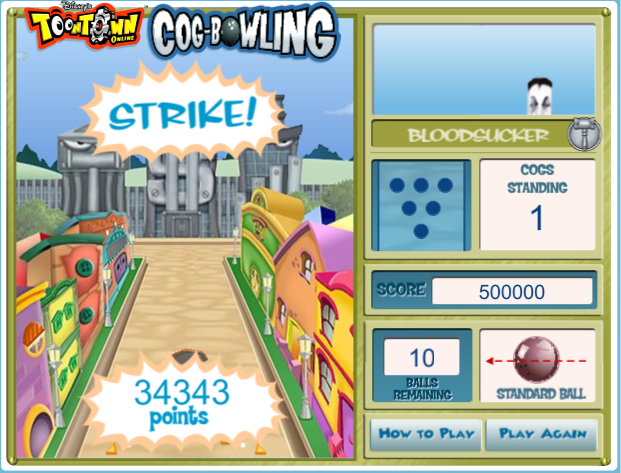 Disney's
TOONTOWN
ONLINE
COG-BOWLING
STRIKE!
BLOODSUCKER
COGS
STANDING
1
SCORE
500000
34343
points
10
BALLS
REMAINING
STANDARD BALL
HOW TO PLAY
PLAY AGAIN